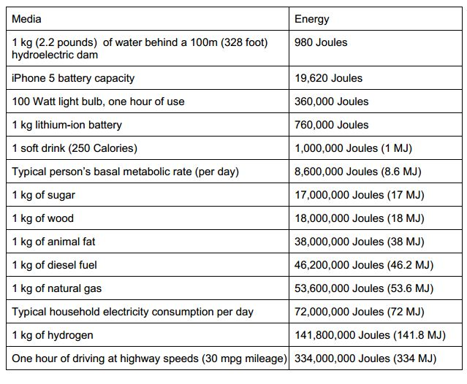 Media Energy
1 kg (2.2 pounds) of water behind a 100m (328 foot) 980 Joules
hydroelectric dam
iPhone 5 battery capacity 19,620 Joules
100 Watt light bulb, one hour of use 360,000 Joules
1 kg lithium-ion battery 760,000 Joules
1 soft drink (250 Calories) 1,000,000 Joules (1 MJ)
Typical person's basal metabolic rate (per day) 8,600,000 Joules (8.6 MJ)
1 kg of sugar 17,000,000 Joules (17 MJ)
1 kg of wood 18,000,000 Joules (18 MJ)
1 kg of animal fat 38,000,000 Joules (38 MJ)
1 kg of diesel fuel 46,200,000 Joules (46.2 MJ)
1 kg of natural gas 53,600,000 Joules (53.6 MJ)
Typical household electricity consumption per day 72,000,000 Joules (72 MJ)
1 kg of hydrogen 141,800,000 Joules (141.8 MJ)
One hour of driving at highway speeds (30 mpg mileage) 334,000,000 Joules (334 MJ)